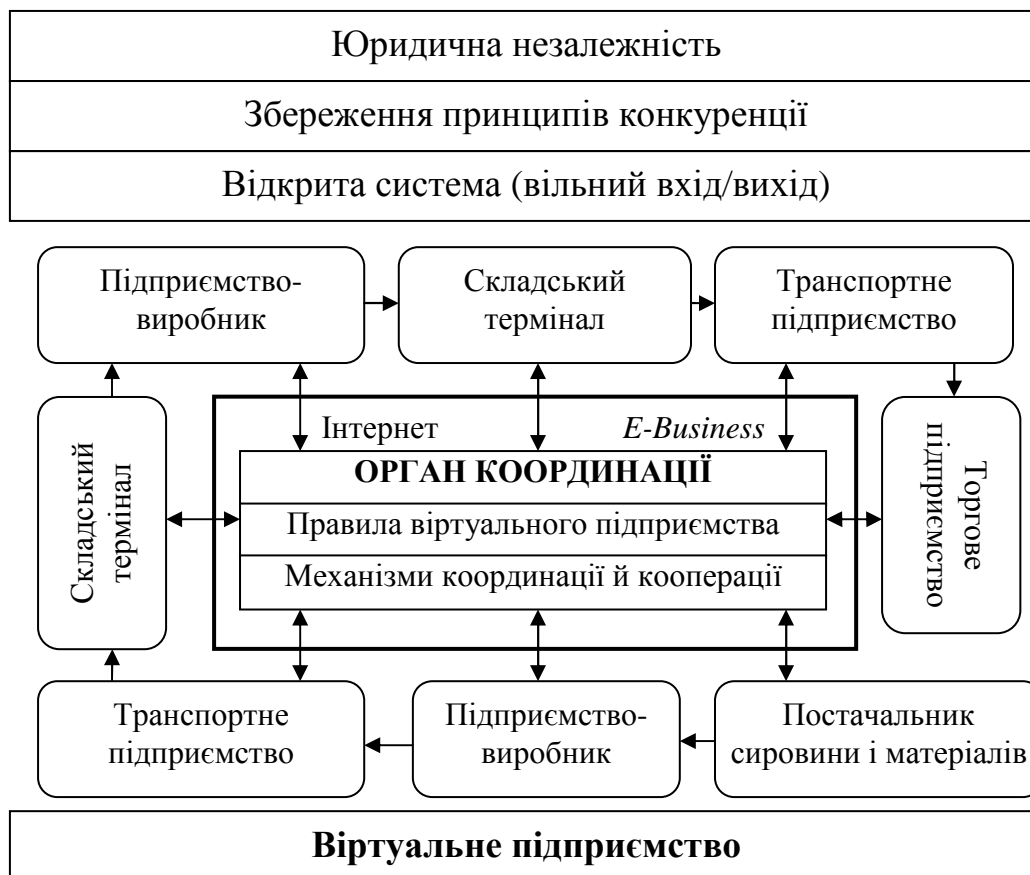 Юридична незалежність
Збереження принципів конкуренції
Відкрита система (вільний вхід/вихід)
Підприємство-
виробник
Складський
термінал
Транспортне
підприємство
Складський
термінал
Інтернет
E-Business
ОРГАН КООРДИНАЦІЇ
Правила віртуального підприємства
Механізми координації й кооперації
Торгове
підприємство
Транспортне
підприємство
Підприємство-
виробник
Постачальник
сировини і матеріалів
Віртуальне підприємство